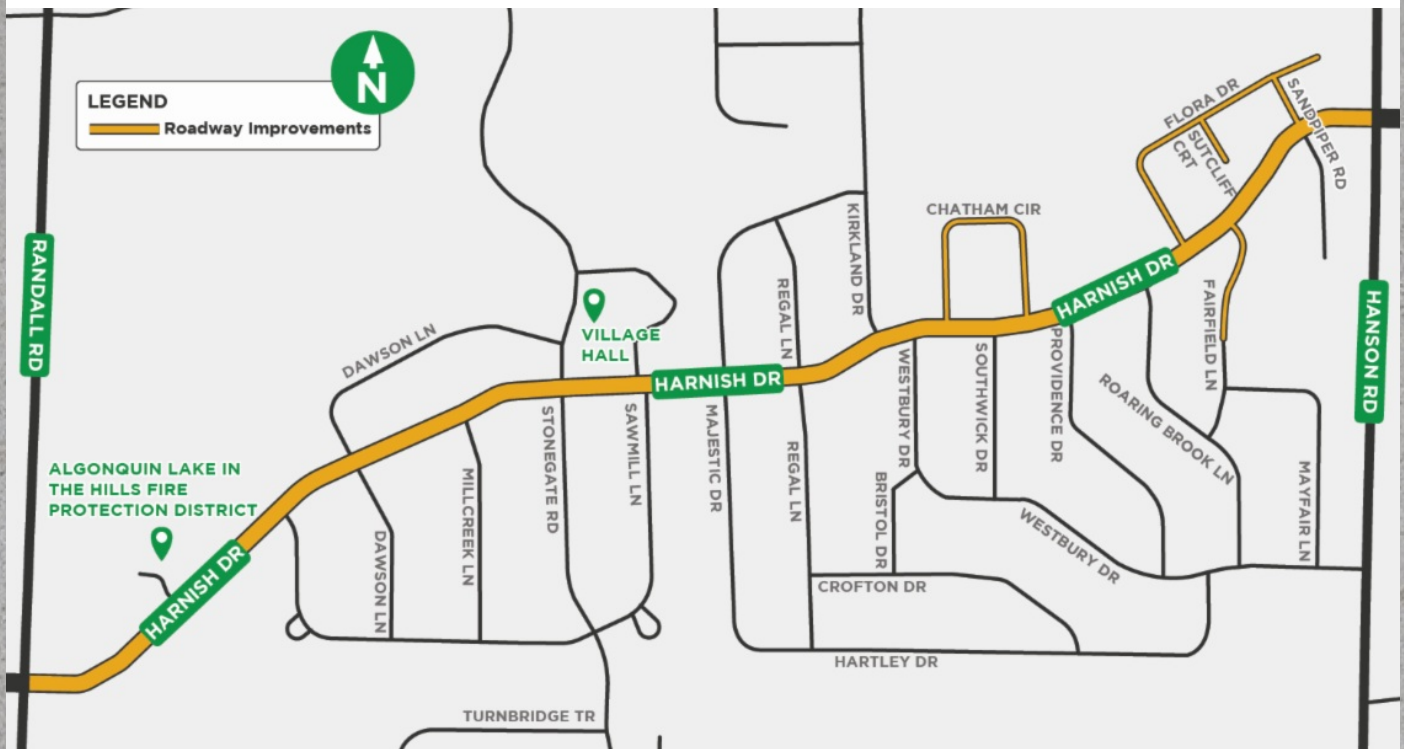 N
LEGEND
Roadway Improvements
FLORA DR
SANDPIPER RD
SUTCLIFF
CRT
CHATHAM CIR
KIRKLAND DR
RANDALL RD
HARNISH DR
FAIRFIELD LN
HANSON RD
REGAL LN
VILLAGE
HALL
DAWSON LN
HARNISH DR
PROVIDENCE DR
SOUTHWICK DR
WESTBURY DR
ROARING BROOK LN
STONEGATE RD
SAWMILL LN
MAJESTIC DR
REGAL LN
ALGONQUIN LAKE IN
THE HILLS FIRE
PROTECTION DISTRICT
MILLCREEK LN
BRISTOL DR
MAYFAIR LN
WESTBURY DR
DAWSON LN
HARNISH DR
CROFTON DR
HARTLEY DR
TURNBRIDGE TR